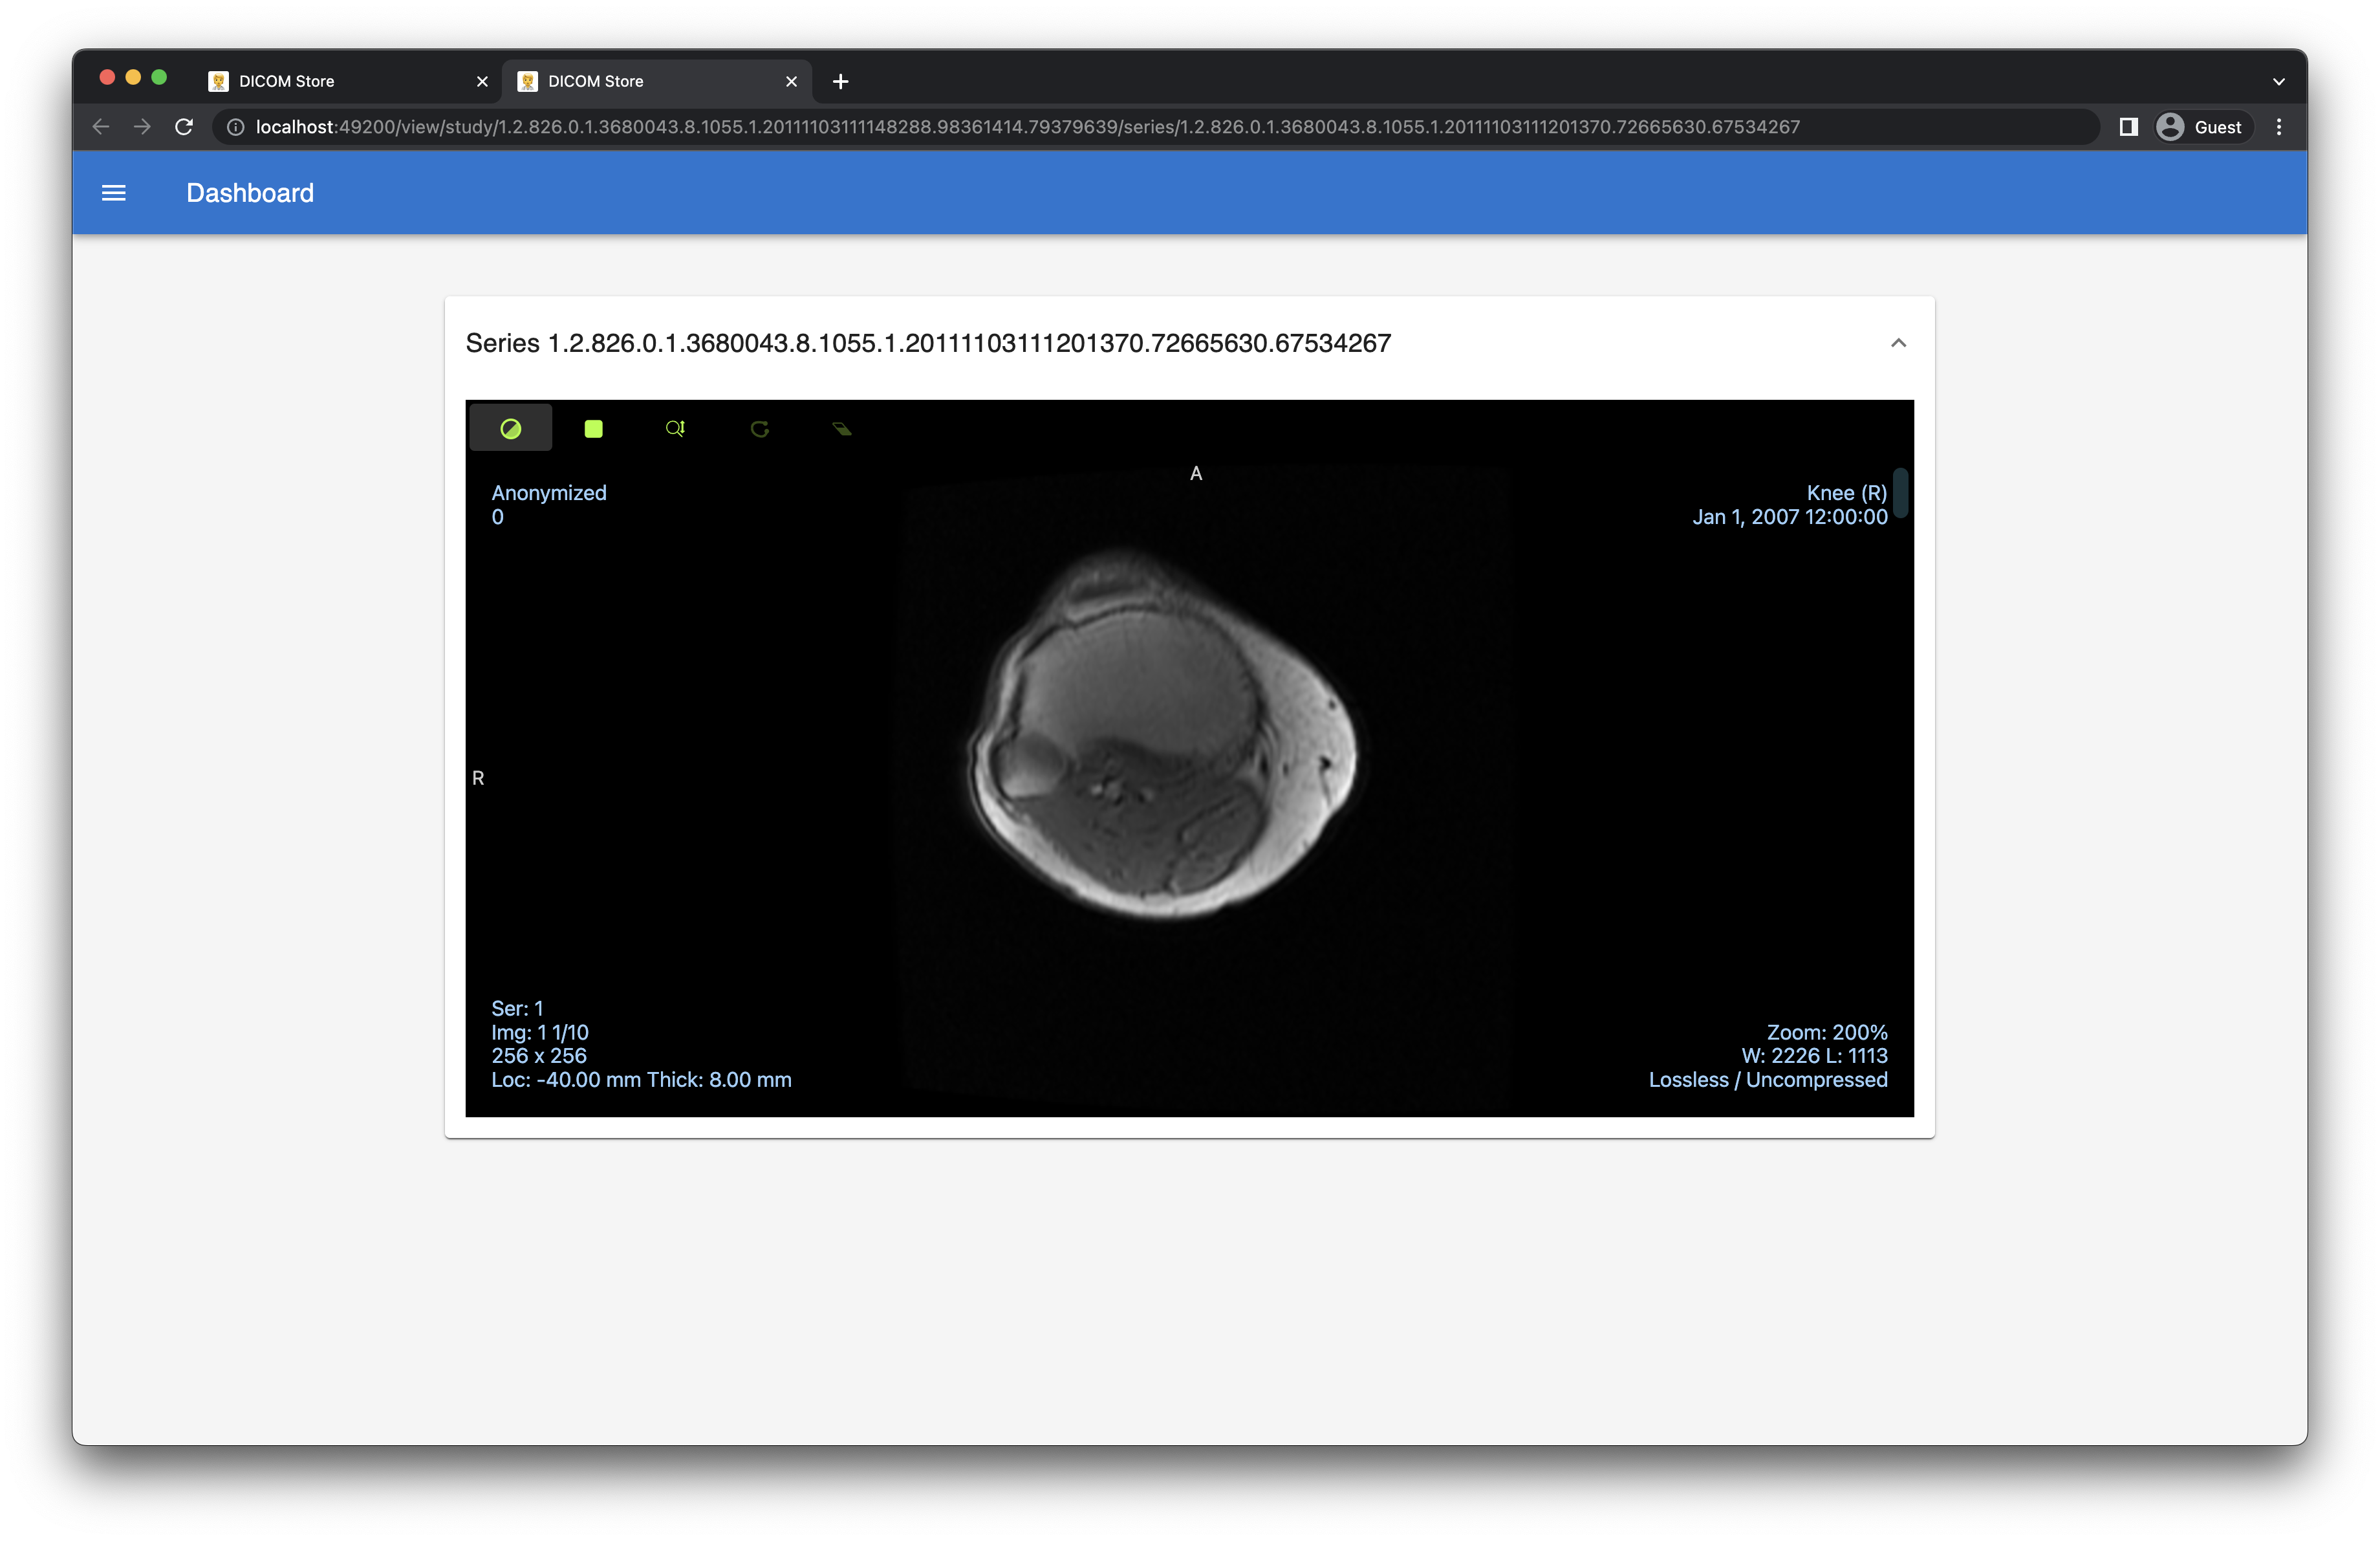 DICOM Store
DICOM Store
localhost:49200/view/study/1.2.826.0.1.3680043.8.1055.1.20111103111148288.98361414.79379639/series/1.2.826.0.1.3680043.8.1055.1.20111103111201370.72665630.67534267
Guest
Dashboard
Series 1.2.826.0.1.3680043.8.1055.1.20111103111201370.72665630.67534267
A
Anonymized
0
Knee (R)
Jan 1, 2007 12:00:00
R
Ser: 1
Img: 1 1/10
256 x 256
Loc: -40.00 mm Thick: 8.00 mm
Zoom: 200%
W: 2226 L: 1113
Lossless / Uncompressed